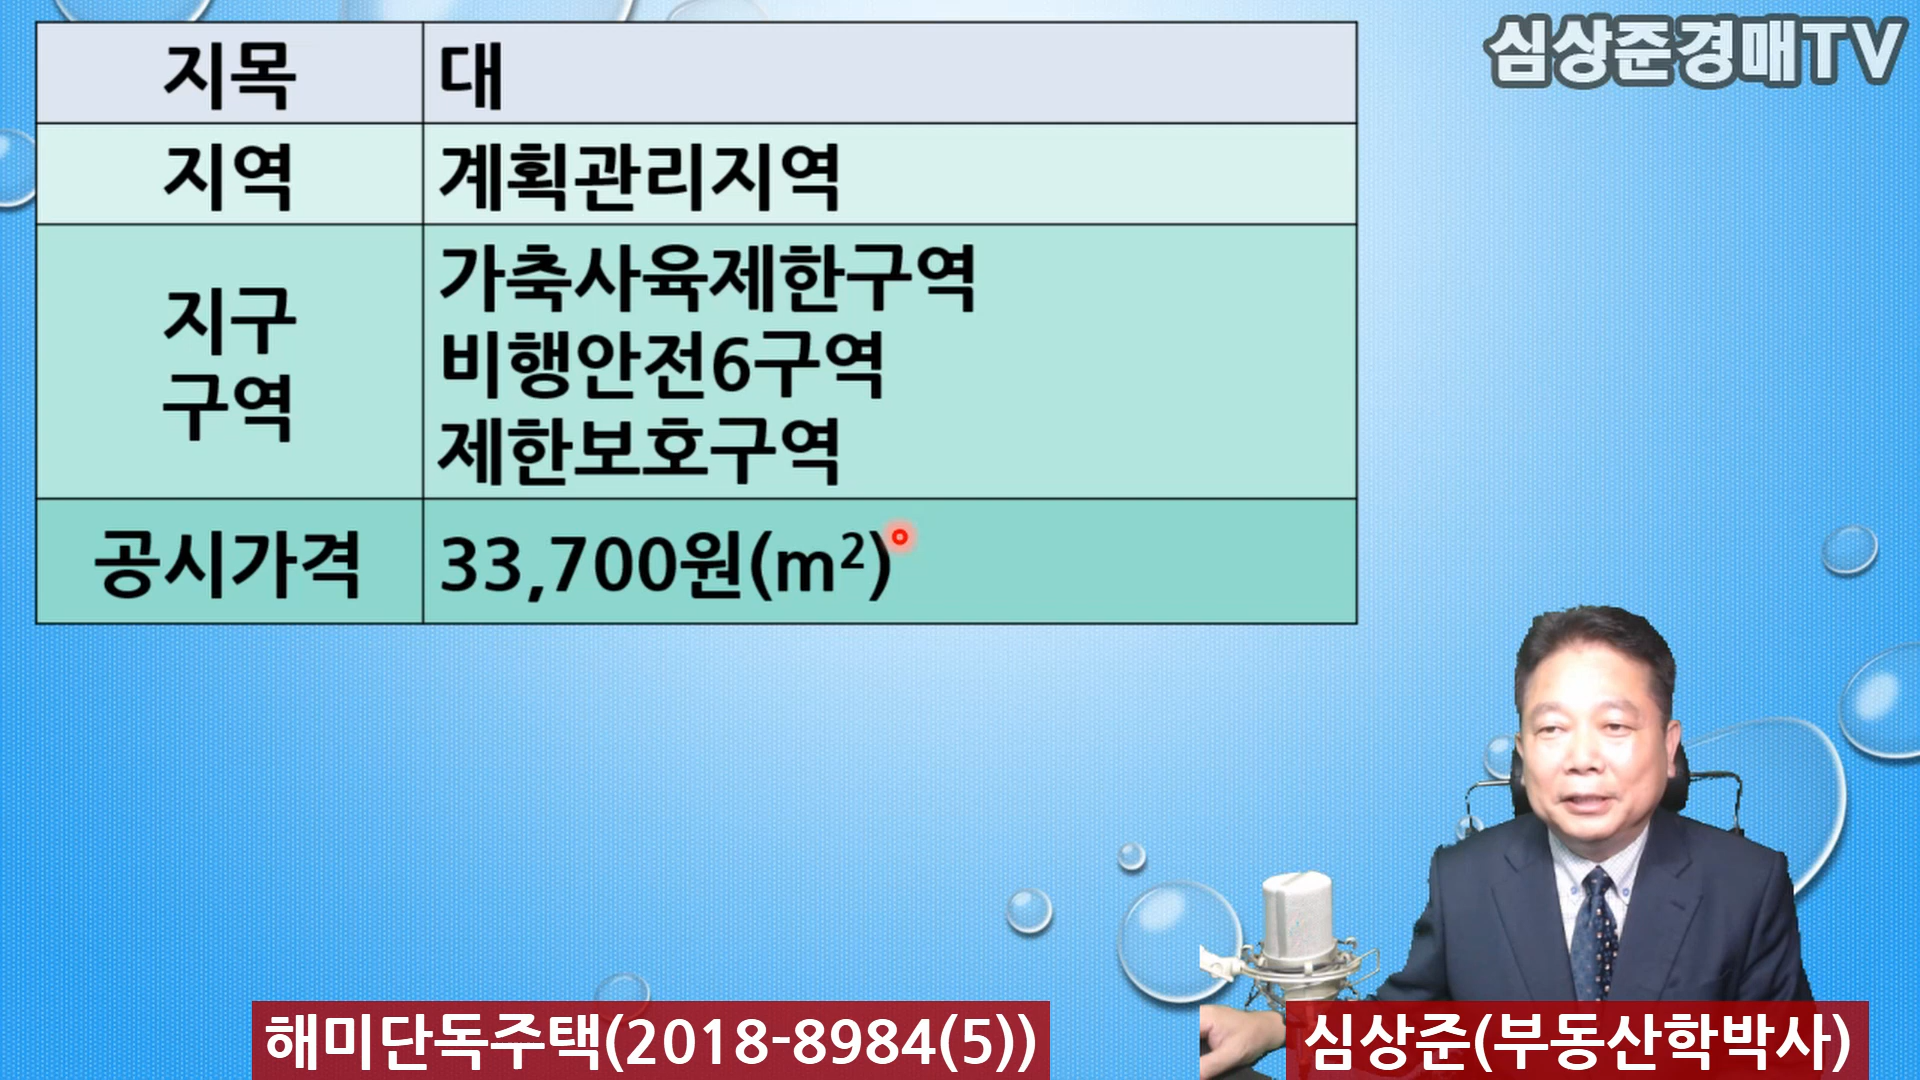 심상준경매TV
지목 대
지역 계획관리지역
지구
구역
가축사육제한구역
비행안전6구역
제한보호구역
공시가격 33,700원(m²)
해미단독주택(2018-8984(5))
심상준(부동산학박사)